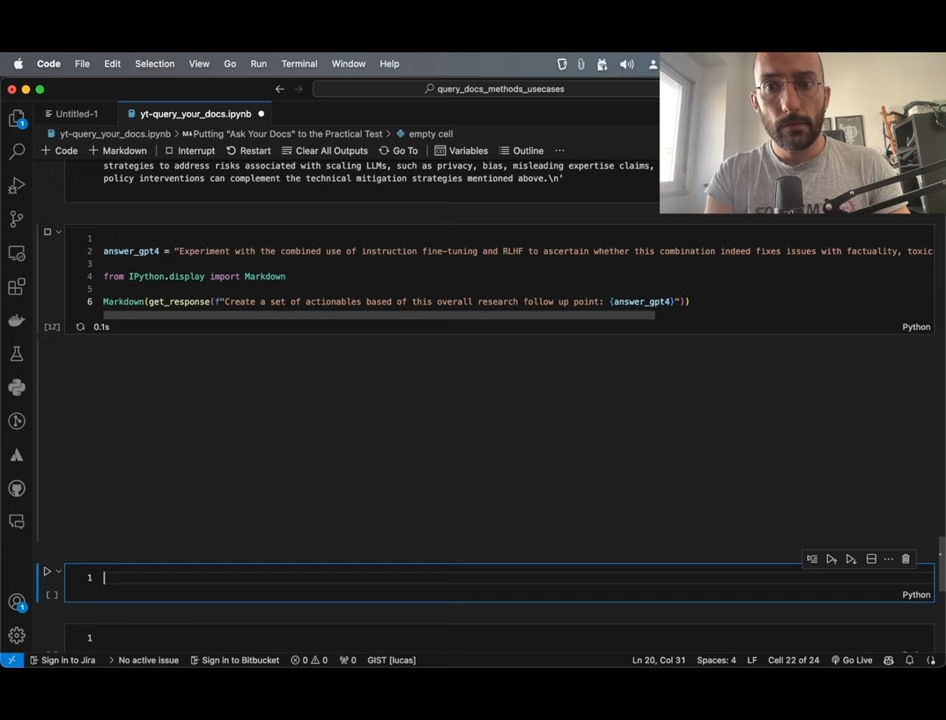 Code File Edit Selection View Go Run Terminal Window Help
query_docs_methods_usecases
Untitled-1 yt-query_your_docs.ipynb
yt-query_your_docs.ipynb > Putting "Ask Your Docs" to the Practical Test > empty cell
+ Code + Markdown Interrupt Restart Clear All Outputs Go To Variables Outline ...
strategies to address risks associated with scaling LLMs, such as privacy, bias, misleading expertise claims,
policy interventions can complement the technical mitigation strategies mentioned above.\n'
1
2 answer_gpt4 = "Experiment with the combined use of instruction fine-tuning and RLHF to ascertain whether this combination indeed fixes issues with factuality, toxic
3
4 from IPython.display import Markdown
5
6 Markdown(get_response(f"Create a set of actionables based of this overall research follow up point: {answer_gpt4}"))
[12] 0.1s Python
1
[ ] Python
1
1
1
Sign in to Jira No active issue Sign in to Bitbucket 0 0 0 GIST [lucas] Ln 20, Col 31 Spaces: 4 LF Cell 22 of 24 Go Live